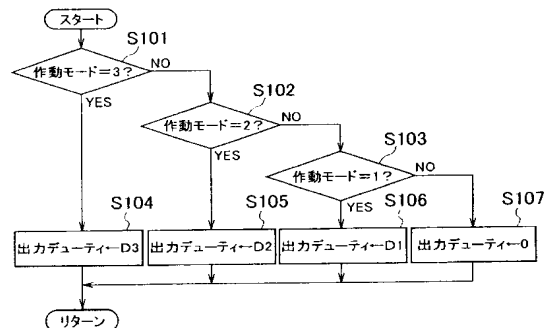 スタート
S101
作動モード=3?
NO
YES
S102
作動モード=2?
NO
YES
S103
作動モード=1?
NO
YES
S104
出力デューティ←D3
S105
出力デューティ←D2
S106
出力デューティ←D1
S107
出力デューティ←0
リターン